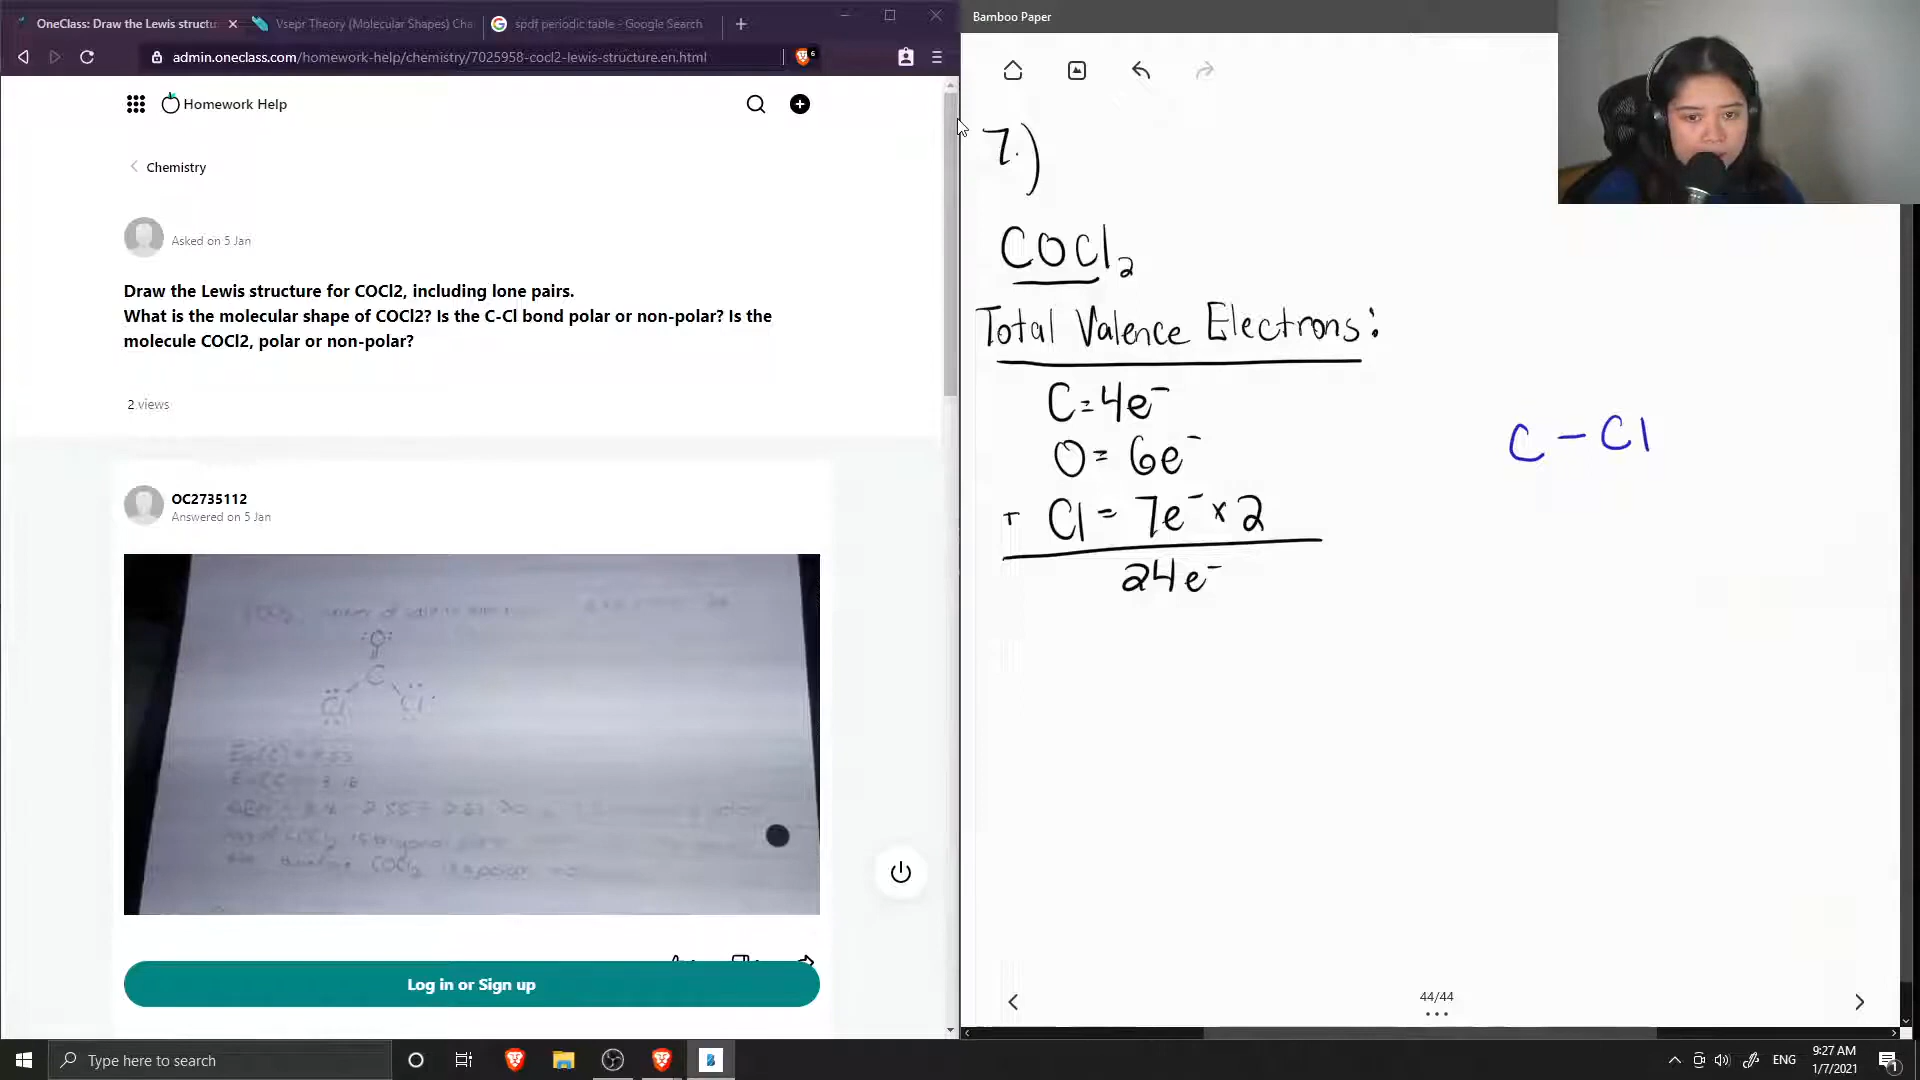 OneClass: Draw the Lewis structu
Vsepr Theory (Molecular Shapes) Cha
spdf periodic table - Google Search
Bamboo Paper
admin.oneclass.com/homework-help/chemistry/7025958-cocl2-lewis-structure.en.html
6
Homework Help
Chemistry
Asked on 5 Jan
Draw the Lewis structure for COCl2, including lone pairs.
What is the molecular shape of COCl2? Is the C-Cl bond polar or non-polar? Is the
molecule COCl2, polar or non-polar?
2 views
OC2735112
Answered on 5 Jan
O
C
Cl Cl
COCl2
Log in or Sign up
7.)
COCl₂
Total Valence Electrons:
C=4e⁻
O=6e⁻
+ Cl=7e⁻×2
24e⁻
C-Cl
44/44
Type here to search
ENG
9:27 AM
1/7/2021
1